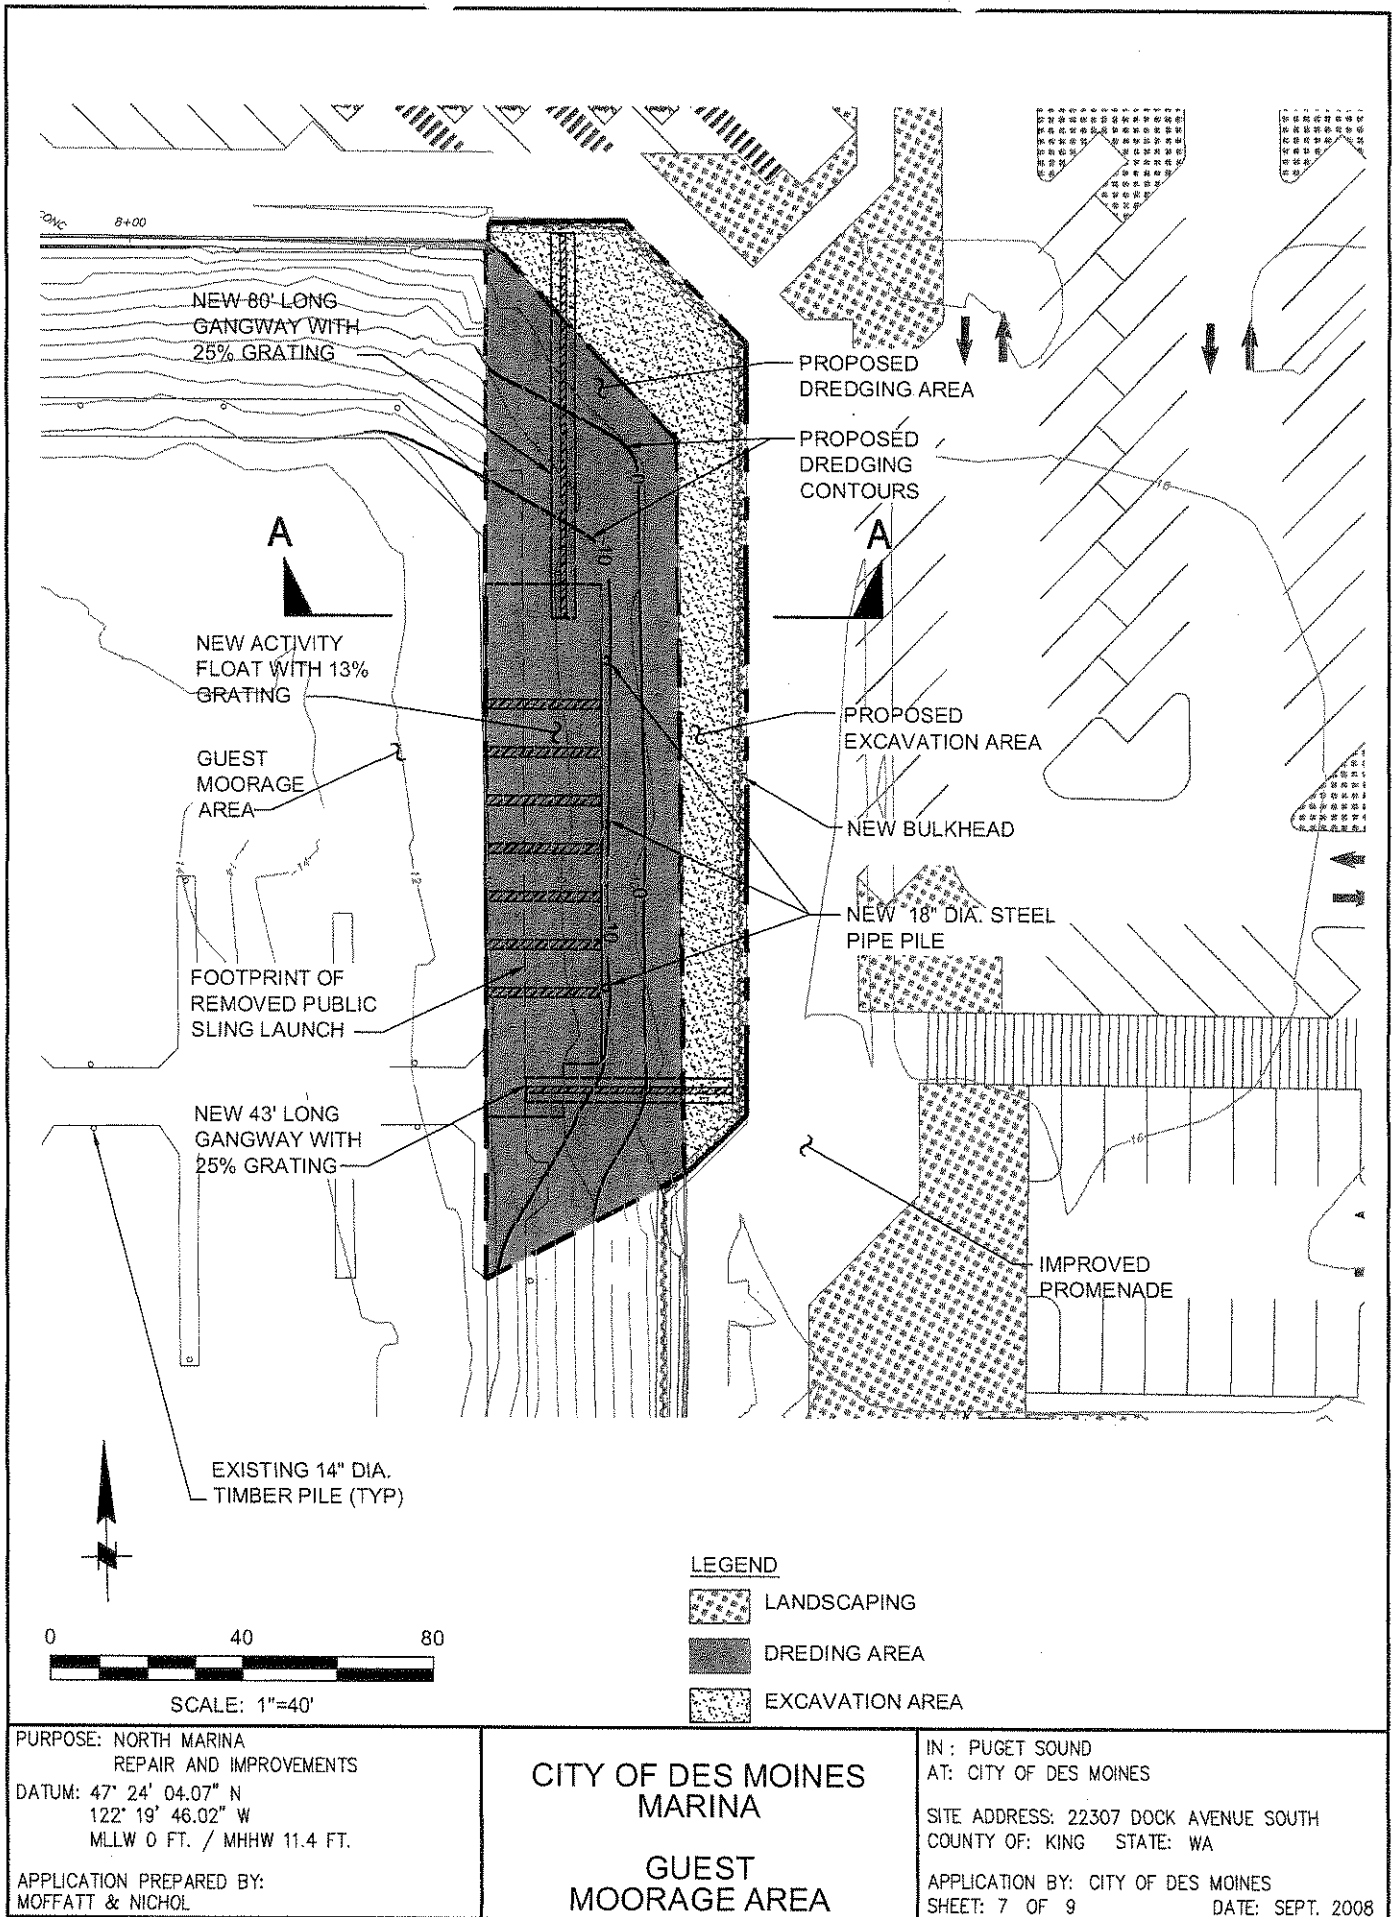 CONC
8+00
NEW 80' LONG
GANGWAY WITH
25% GRATING
PROPOSED
DREDGING AREA
PROPOSED
DREDGING
CONTOURS
0
16
-10
A
A
NEW ACTIVITY
FLOAT WITH 13%
GRATING
GUEST
MOORAGE
AREA
PROPOSED
EXCAVATION AREA
NEW BULKHEAD
-14
-12
0
-10
NEW 18" DIA. STEEL
PIPE PILE
FOOTPRINT OF
REMOVED PUBLIC
SLING LAUNCH
NEW 43' LONG
GANGWAY WITH
25% GRATING
16
IMPROVED
PROMENADE
EXISTING 14" DIA.
TIMBER PILE (TYP)
N
LEGEND
LANDSCAPING
DREDING AREA
EXCAVATION AREA
0 40 80
SCALE: 1"=40'
PURPOSE: NORTH MARINA
REPAIR AND IMPROVEMENTS
DATUM: 47° 24' 04.07" N
122° 19' 46.02" W
MLLW 0 FT. / MHHW 11.4 FT.
APPLICATION PREPARED BY:
MOFFATT & NICHOL
CITY OF DES MOINES
MARINA
GUEST
MOORAGE AREA
IN : PUGET SOUND
AT: CITY OF DES MOINES
SITE ADDRESS: 22307 DOCK AVENUE SOUTH
COUNTY OF: KING STATE: WA
APPLICATION BY: CITY OF DES MOINES
SHEET: 7 OF 9 DATE: SEPT. 2008